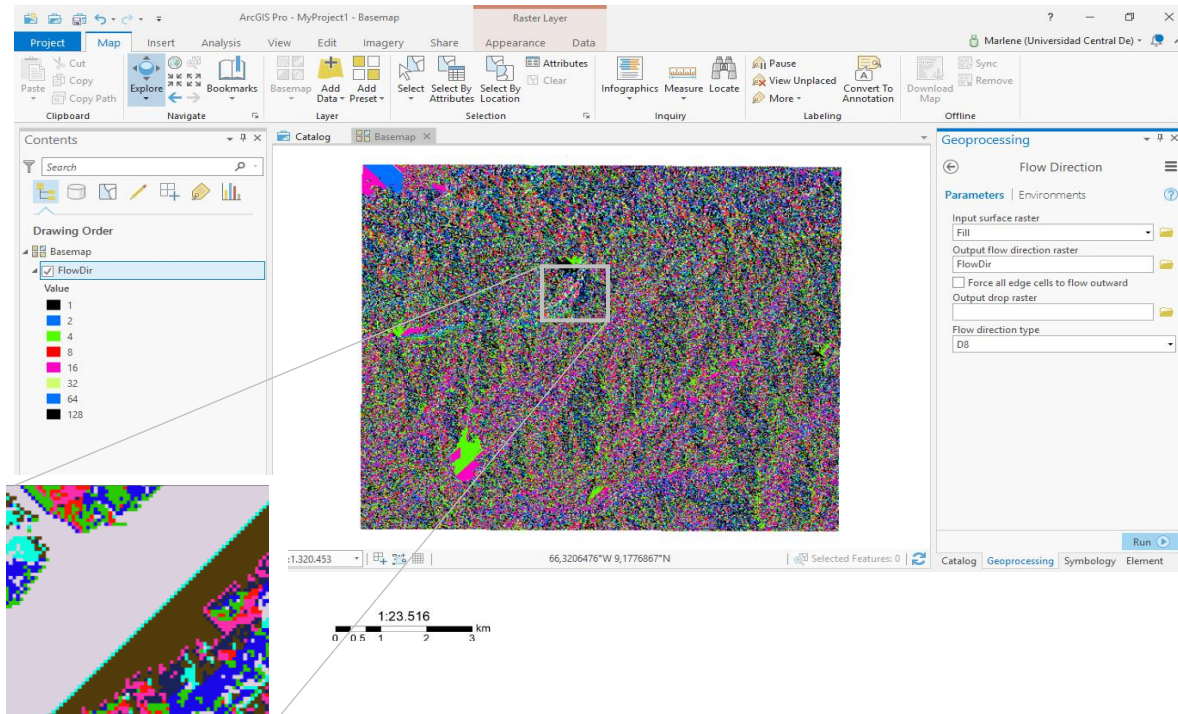 ArcGIS Pro - MyProject1 - Basemap
Raster Layer
?
Project Map Insert Analysis View Edit Imagery Share Appearance Data
Marlene (Universidad Central De)
Paste
Cut
Copy
Copy Path
Clipboard
Explore
Bookmarks
Navigate
Basemap
Add Data
Add Preset
Layer
Select
Select By Attributes
Select By Location
Attributes
Clear
Selection
Infographics
Measure
Locate
Inquiry
Pause
View Unplaced
More
Convert To Annotation
Labeling
Download Map
Sync
Remove
Offline
Contents
Search
Drawing Order
Basemap
FlowDir
Value
1
2
4
8
16
32
64
128
Catalog
Basemap
:1.320.453
66,3206476°W 9,1776867°N
Selected Features: 0
Geoprocessing
Flow Direction
Parameters | Environments
Input surface raster
Fill
Output flow direction raster
FlowDir
Force all edge cells to flow outward
Output drop raster
Flow direction type
D8
Run
Catalog Geoprocessing Symbology Element
1:23.516
km
0 0.5 1 2 3